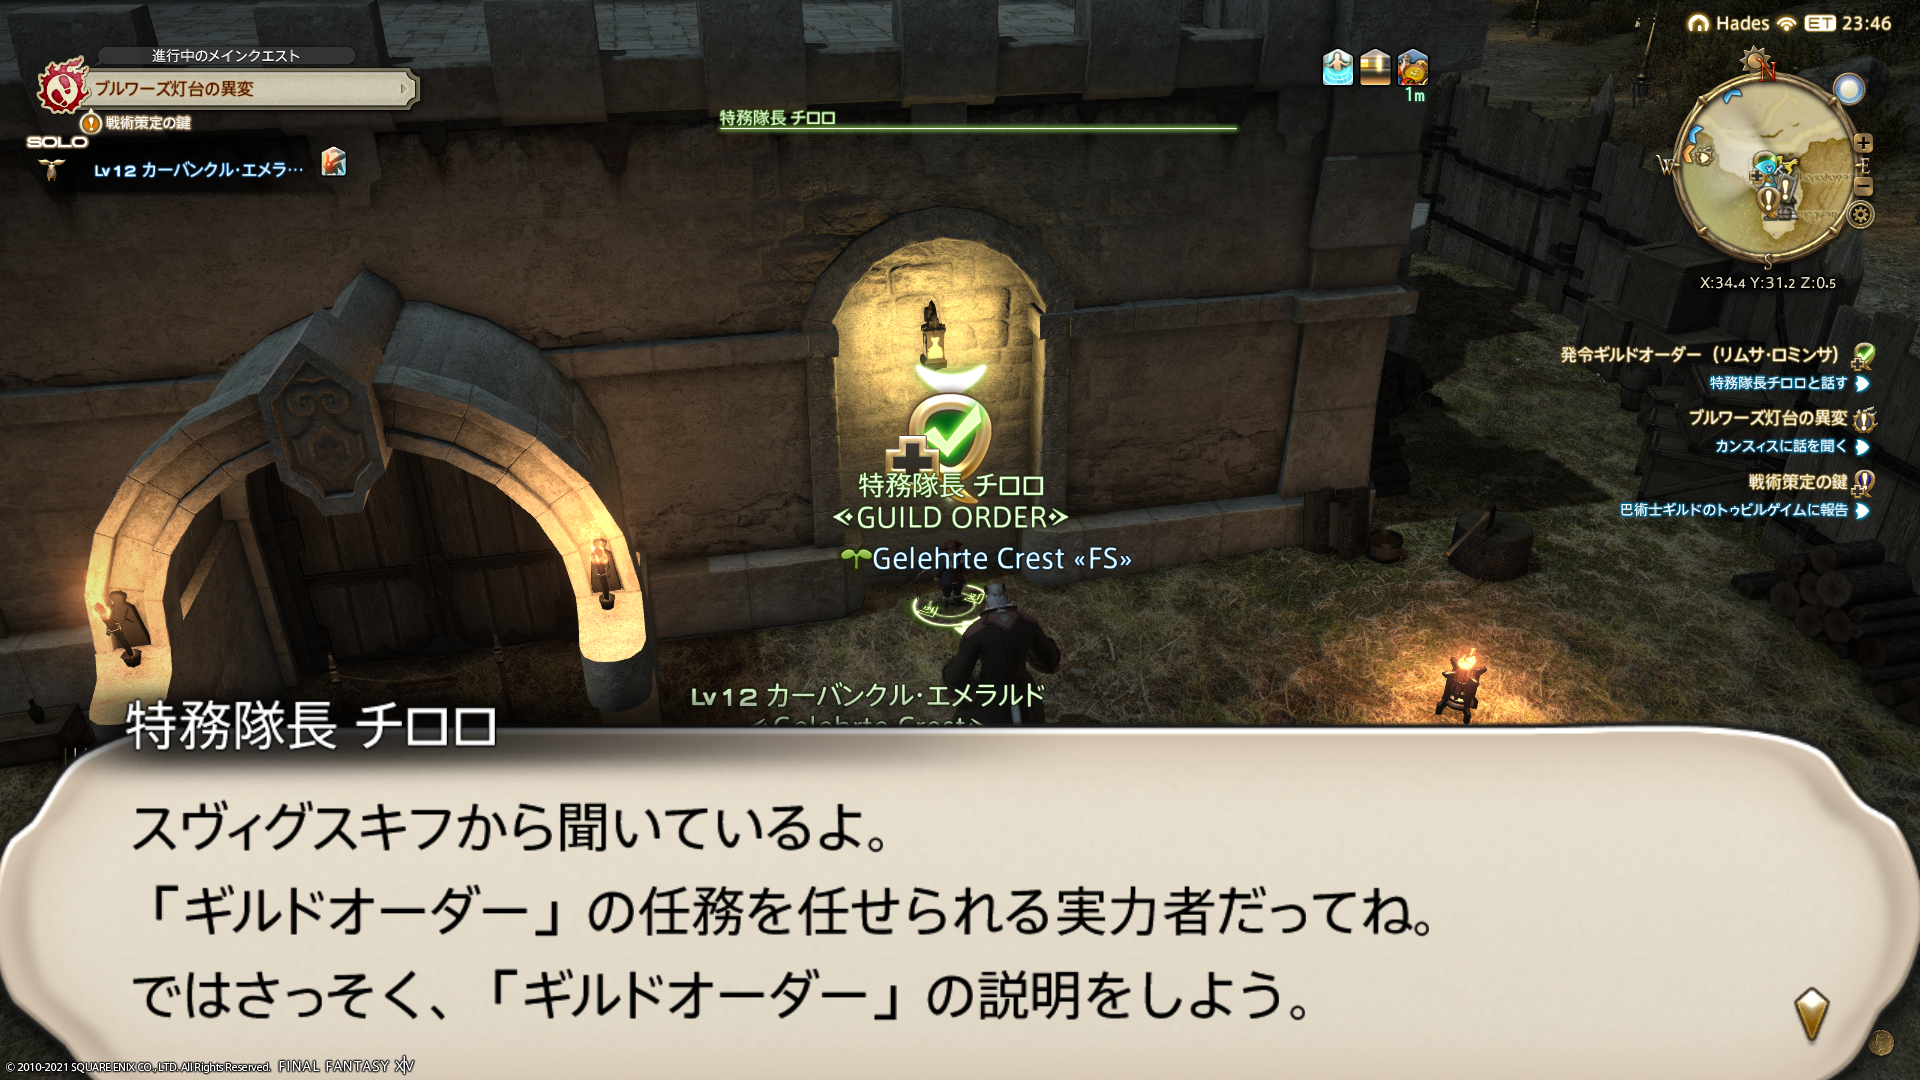 進行中のメインクエスト
ブルワーズ灯台の異変
戦術策定の鍵
SOLO
Lv12 カーバンクル・エメラ…
特務隊長 チロロ
1m
Hades ET 23:46
N
W
E
S
X:34.4 Y:31.2 Z:0.5
発令ギルドオーダー（リムサ・ロミンサ）
特務隊長チロロと話す
ブルワーズ灯台の異変
カンスィスに話を聞く
戦術策定の鍵
巴術士ギルドのトゥビルゲイムに報告
特務隊長 チロロ
GUILD ORDER
Gelehrte Crest «FS»
Lv12 カーバンクル・エメラルド
Gelehrte Crest
特務隊長 チロロ
スヴィグスキフから聞いているよ。
「ギルドオーダー」の任務を任せられる実力者だってね。
ではさっそく、「ギルドオーダー」の説明をしよう。
© 2010-2021 SQUARE ENIX CO., LTD. All Rights Reserved. FINAL FANTASY XIV